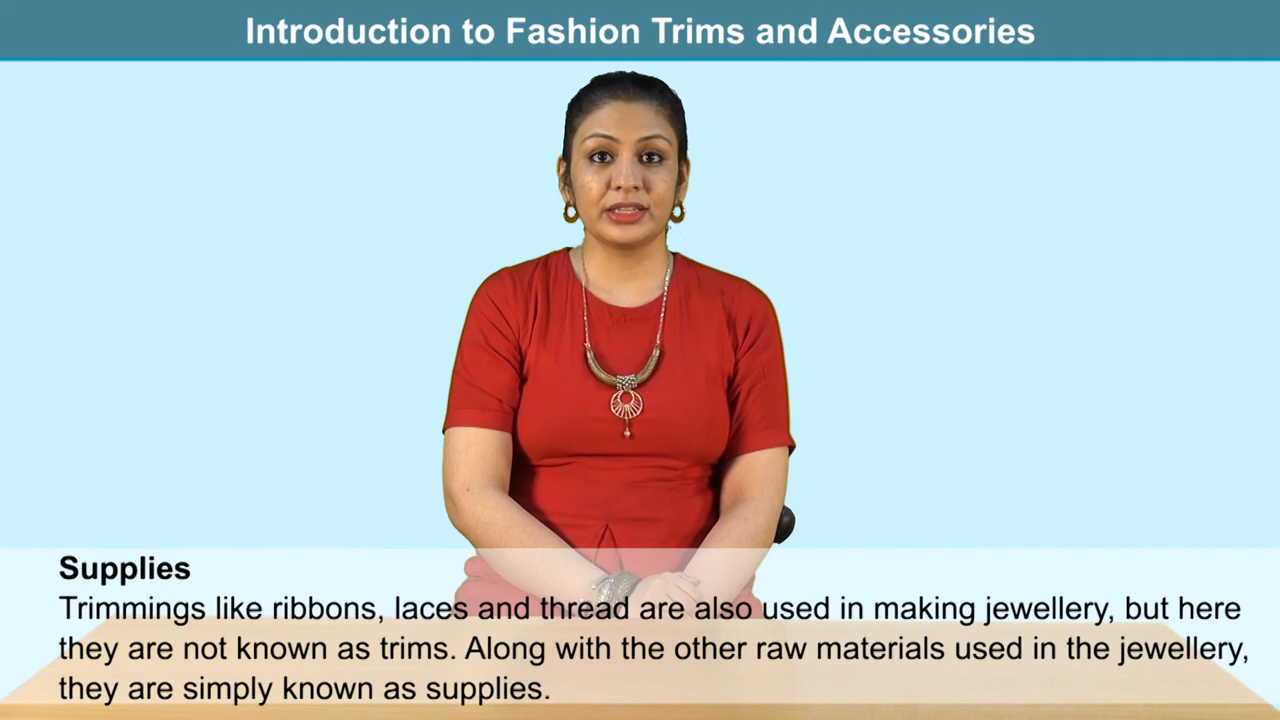 Introduction to Fashion Trims and Accessories
Supplies
Trimmings like ribbons, laces and thread are also used in making jewellery, but here
they are not known as trims. Along with the other raw materials used in the jewellery,
they are simply known as supplies.